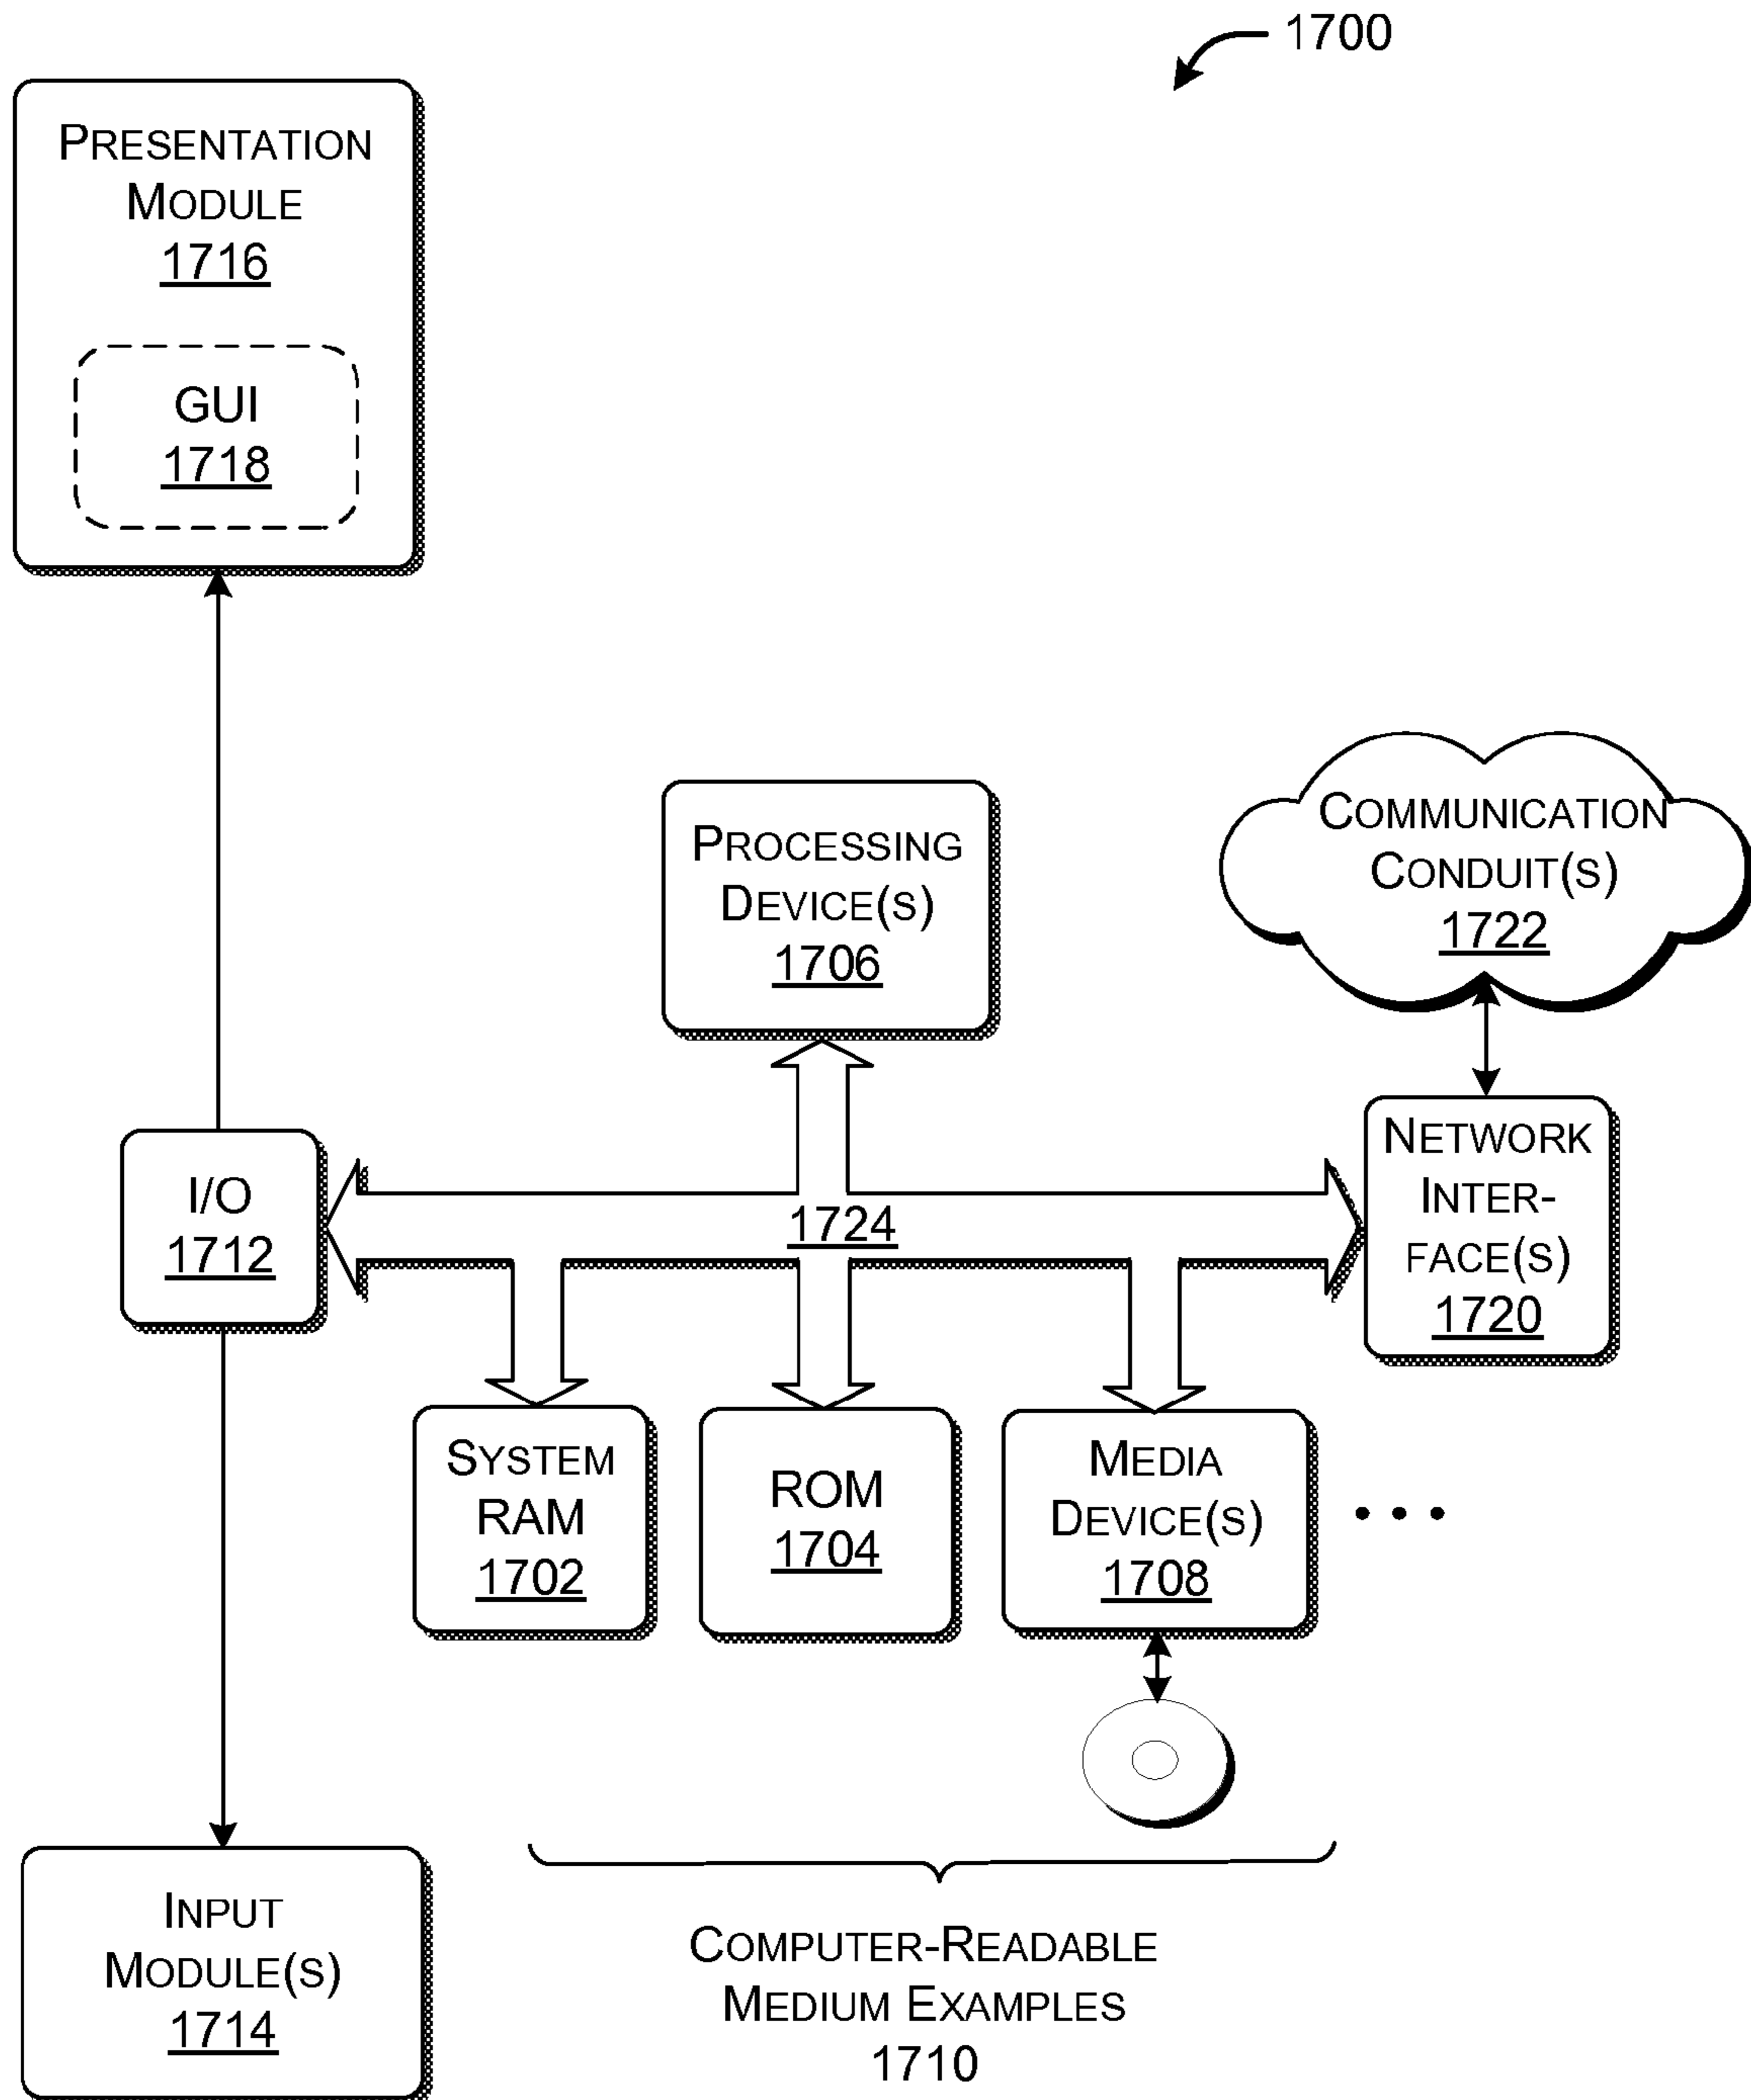 1700
PRESENTATION
MODULE
1716
GUI
1718
PROCESSING
DEVICE(S)
1706
COMMUNICATION
CONDUIT(S)
1722
I/O
1712
1724
NETWORK
INTER-
FACE(S)
1720
SYSTEM
RAM
1702
ROM
1704
MEDIA
DEVICE(S)
1708
• • •
INPUT
MODULE(S)
1714
COMPUTER-READABLE
MEDIUM EXAMPLES
1710